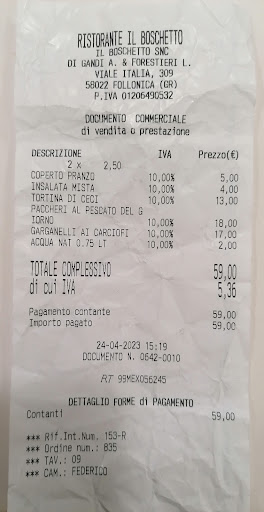 RISTORANTE IL BOSCHETTO
IL BOSCHETTO SNC
DI GANDI A. & FORESTIERI L.
VIALE ITALIA, 309
58022 FOLLONICA (GR)
P.IVA 01206490532
DOCUMENTO COMMERCIALE
di vendita o prestazione
DESCRIZIONE IVA Prezzo(€)
2 x 2,50
COPERTO PRANZO 10,00% 5,00
INSALATA MISTA 10,00% 4,00
TORTINA DI CECI 10,00% 13,00
PACCHERI AL PESCATO DEL G
IORNO 10,00% 18,00
GARGANELLI AI CARCIOFI 10,00% 17,00
ACQUA NAT 0.75 LT 10,00% 2,00
TOTALE COMPLESSIVO 59,00
di cui IVA 5,36
Pagamento contante 59,00
Importo pagato 59,00
24-04-2023 15:19
DOCUMENTO N. 0642-0010
RT 99MEX056245
DETTAGLIO FORME di PAGAMENTO
Contanti 59,00
*** Rif.Int.Num. 153-R
*** Ordine num.: 835
*** TAV.: 09
*** CAM.: FEDERICO